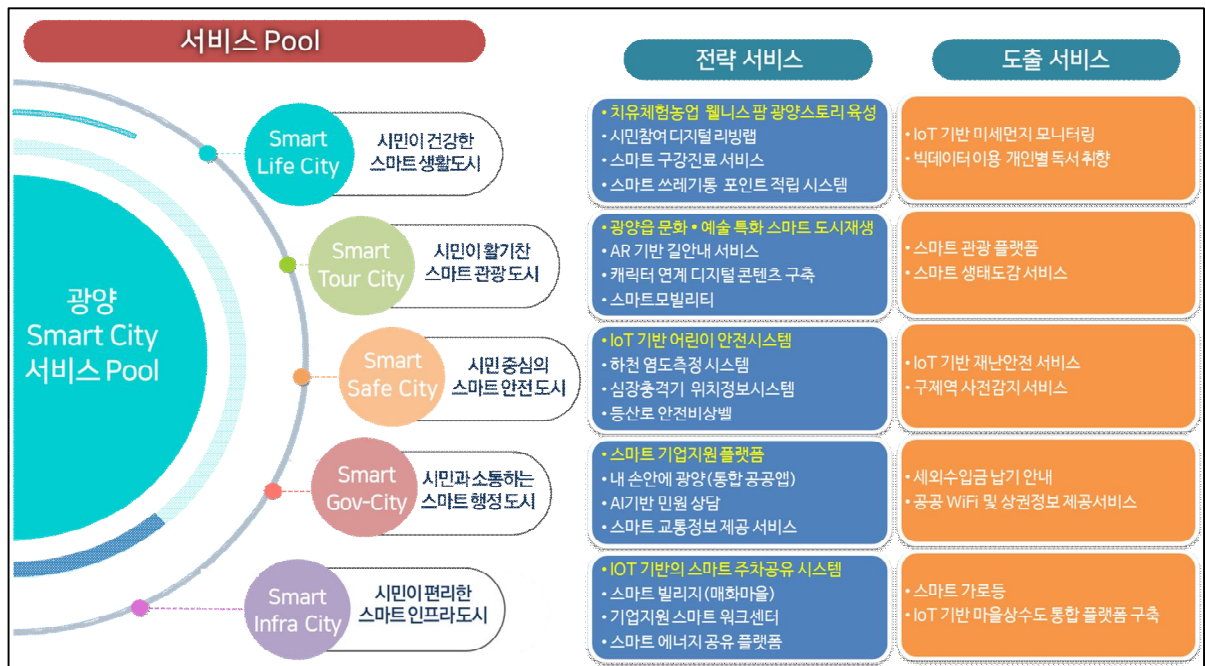 서비스 Pool
전략 서비스
도출 서비스
광양
Smart City
서비스 Pool
Smart
Life City
시민이 건강한
스마트 생활도시
• 치유체험농업 웰니스 팜 광양스토리 육성
• 시민참여 디지털 리빙랩
• 스마트 구강진료 서비스
• 스마트 쓰레기통 포인트 적립 시스템
• IoT 기반 미세먼지 모니터링
• 빅데이터 이용 개인별 독서 취향
Smart
Tour City
시민이 활기찬
스마트 관광 도시
• 광양읍 문화 • 예술 특화 스마트 도시재생
• AR 기반 길안내 서비스
• 캐릭터 연계 디지털 콘텐츠 구축
• 스마트모빌리티
• 스마트 관광 플랫폼
• 스마트 생태도감 서비스
Smart
Safe City
시민 중심의
스마트 안전 도시
• IoT 기반 어린이 안전시스템
• 하천 염도측정 시스템
• 심장충격기 위치정보시스템
• 등산로 안전비상벨
• IoT 기반 재난안전 서비스
• 구제역 사전감지 서비스
Smart
Gov-City
시민과 소통하는
스마트 행정 도시
• 스마트 기업지원 플랫폼
• 내 손안에 광양(통합 공공앱)
• AI기반 민원 상담
• 스마트 교통정보 제공 서비스
• 세외수입금 납기 안내
• 공공 WiFi 및 상권정보 제공서비스
Smart
Infra City
시민이 편리한
스마트 인프라 도시
• IOT 기반의 스마트 주차공유 시스템
• 스마트 빌리지(매화마을)
• 기업지원 스마트 워크센터
• 스마트 에너지 공유 플랫폼
• 스마트 가로등
• IoT 기반 마을상수도 통합 플랫폼 구축